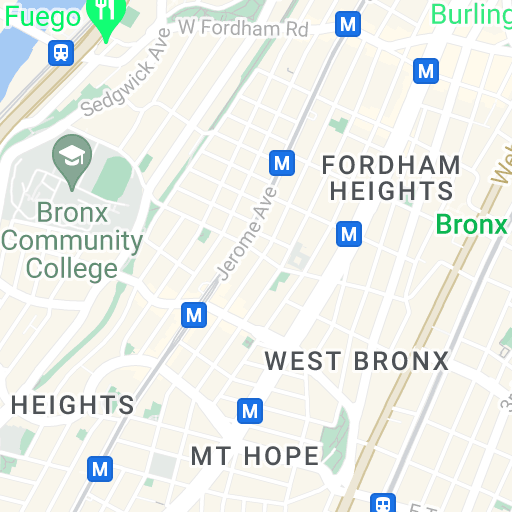 Fuego
Burling
W Fordham Rd
Sedgwick Ave
M
M
M
FORDHAM
HEIGHTS
Web
Bronx
Community
College
Jerome Ave
M
Bronx
M
WEST BRONX
HEIGHTS
M
MT HOPE
M
E T